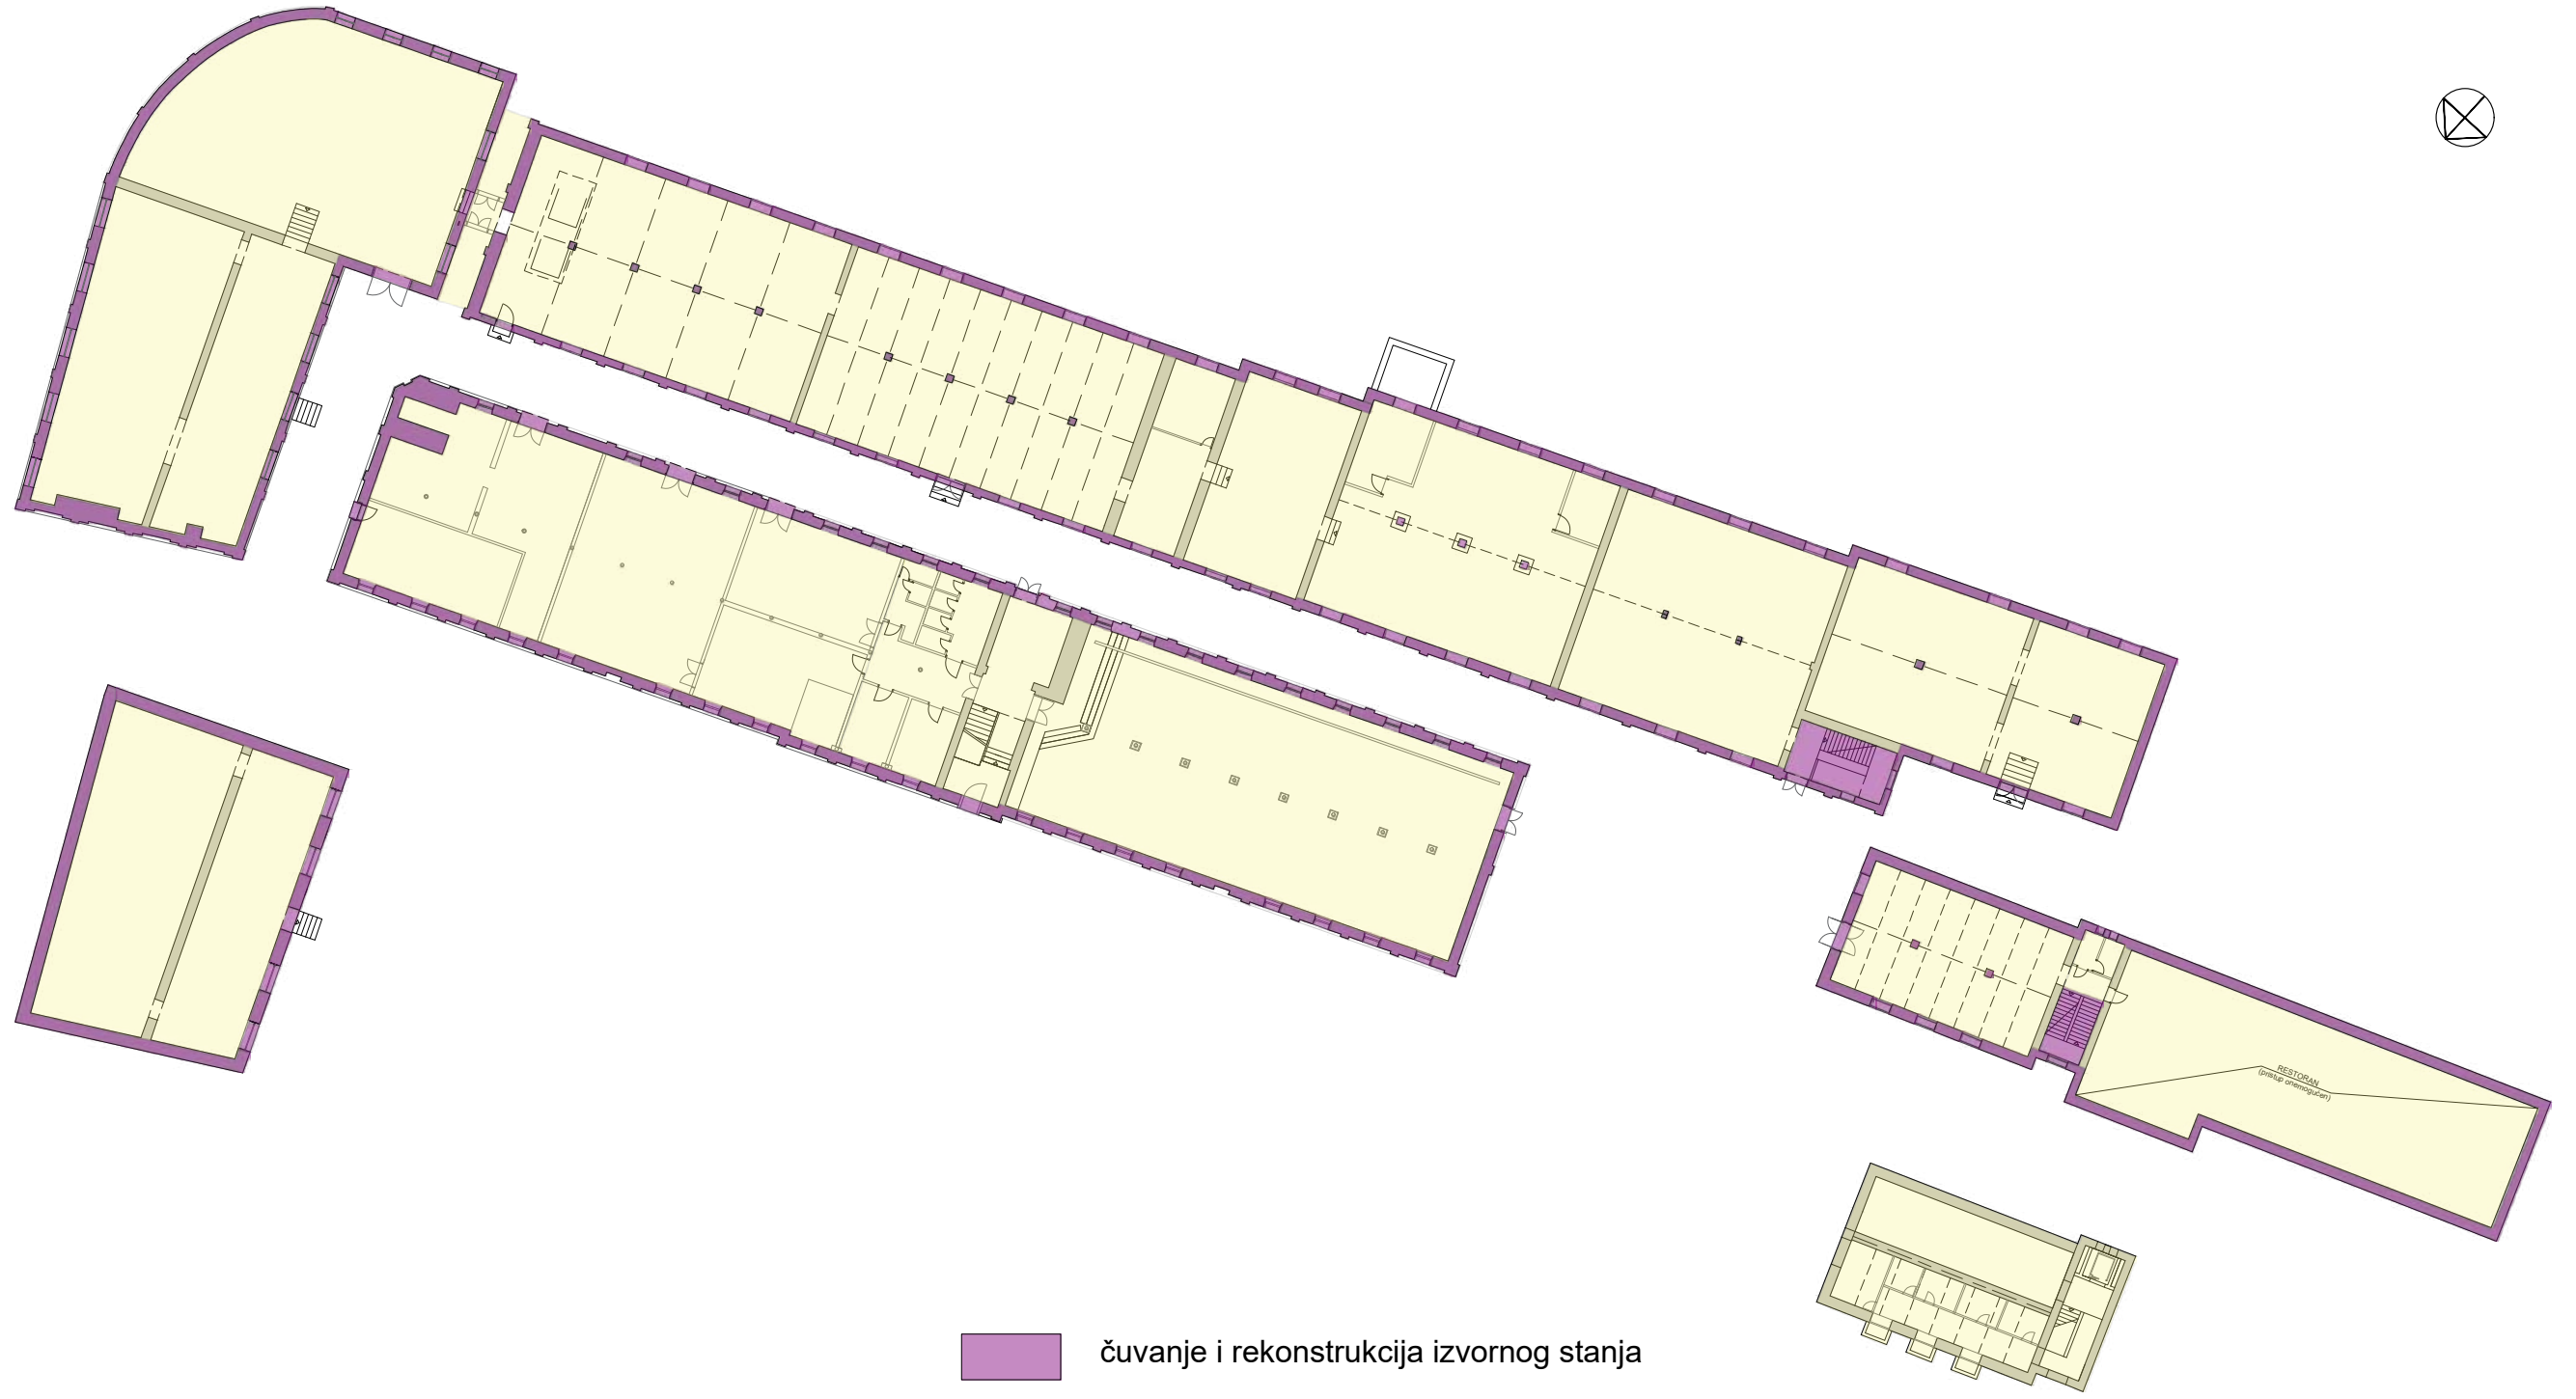 RESTORAN
(pristup onemogućen)
čuvanje i rekonstrukcija izvornog stanja